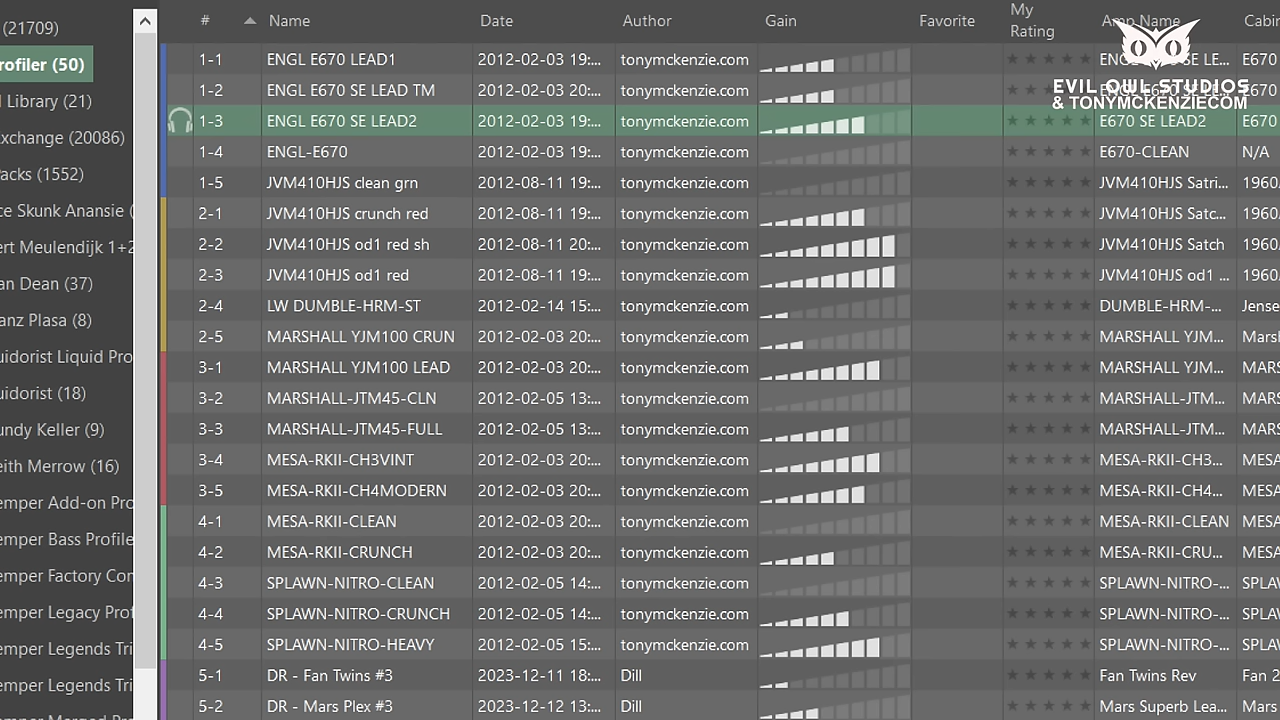 # Name Date Author Gain Favorite My Rating Amp Name Cabin
EVIL OWL STUDIOS
& TONYMCKENZIECOM
(21709)
rofiler (50)
l Library (21)
xchange (20086)
acks (1552)
ce Skunk Anansie (
ert Meulendijk 1+2
an Dean (37)
anz Plasa (8)
uidorist Liquid Pro
uidorist (18)
undy Keller (9)
eith Merrow (16)
emper Add-on Pro
emper Bass Profile
emper Factory Con
emper Legacy Prof
emper Legends Tri
emper Legends Tri
emper Merged Pr
1-1 ENGL E670 LEAD1 2012-02-03 19:... tonymckenzie.com E670
1-2 ENGL E670 SE LEAD TM 2012-02-03 20:... tonymckenzie.com
1-3 ENGL E670 SE LEAD2 2012-02-03 19:... tonymckenzie.com E670 SE LEAD2 E670
1-4 ENGL-E670 2012-02-03 19:... tonymckenzie.com E670-CLEAN N/A
1-5 JVM410HJS clean grn 2012-08-11 19:... tonymckenzie.com JVM410HJS Satri... 1960
2-1 JVM410HJS crunch red 2012-08-11 19:... tonymckenzie.com JVM410HJS Satc... 1960
2-2 JVM410HJS od1 red sh 2012-08-11 20:... tonymckenzie.com JVM410HJS Satch 1960
2-3 JVM410HJS od1 red 2012-08-11 19:... tonymckenzie.com JVM410HJS od1 ... 1960
2-4 LW DUMBLE-HRM-ST 2012-02-14 15:... tonymckenzie.com DUMBLE-HRM-... Jense
2-5 MARSHALL YJM100 CRUN 2012-02-03 20:... tonymckenzie.com MARSHALL YJM... Marsh
3-1 MARSHALL YJM100 LEAD 2012-02-03 20:... tonymckenzie.com MARSHALL YJM... MARS
3-2 MARSHALL-JTM45-CLN 2012-02-05 13:... tonymckenzie.com MARSHALL-JTM... MARS
3-3 MARSHALL-JTM45-FULL 2012-02-05 13:... tonymckenzie.com MARSHALL-JTM... MARS
3-4 MESA-RKII-CH3VINT 2012-02-03 20:... tonymckenzie.com MESA-RKII-CH3... MESA
3-5 MESA-RKII-CH4MODERN 2012-02-03 20:... tonymckenzie.com MESA-RKII-CH4... MESA
4-1 MESA-RKII-CLEAN 2012-02-03 20:... tonymckenzie.com MESA-RKII-CLEAN MESA
4-2 MESA-RKII-CRUNCH 2012-02-03 20:... tonymckenzie.com MESA-RKII-CRU... MESA
4-3 SPLAWN-NITRO-CLEAN 2012-02-05 14:... tonymckenzie.com SPLAWN-NITRO-... SPLA
4-4 SPLAWN-NITRO-CRUNCH 2012-02-05 14:... tonymckenzie.com SPLAWN-NITRO-... SPLA
4-5 SPLAWN-NITRO-HEAVY 2012-02-05 15:... tonymckenzie.com SPLAWN-NITRO-... SPLA
5-1 DR - Fan Twins #3 2023-12-11 18:... Dill Fan Twins Rev Fan 2
5-2 DR - Mars Plex #3 2023-12-12 13:... Dill Mars Superb Lea... Mars